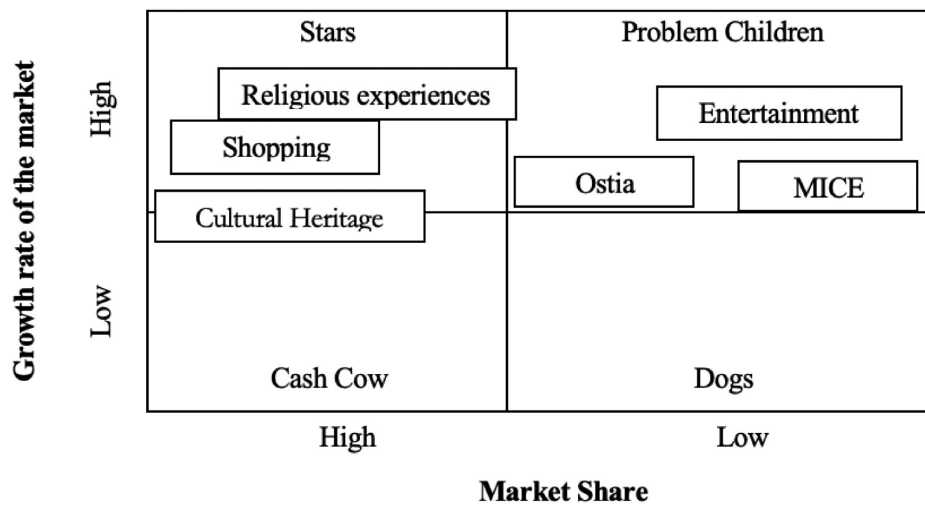 Stars
Problem Children
Religious experiences
Entertainment
Shopping
Ostia
MICE
Cultural Heritage
Cash Cow
Dogs
Growth rate of the market
High
Low
High
Low
Market Share